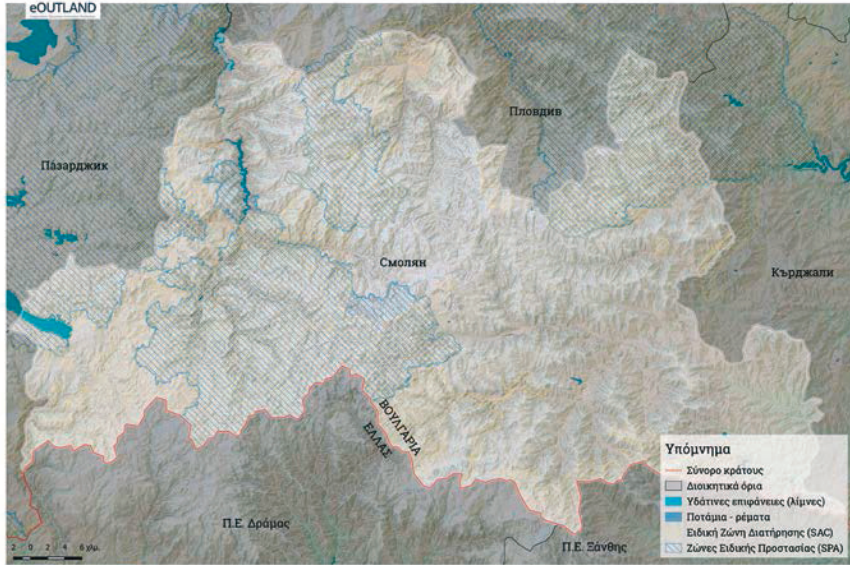 eOUTLAND
Пловдив
Пáзарджик
Смолян
Кърджали
ΒΟΥΛΓΑΡΙΑ
ΕΛΛΑΣ
Π.Ε. Δράμας
Π.Ε. Ξάνθης
Υπόμνημα
Σύνορο κράτους
Διοικητικά όρια
Υδάτινες επιφάνειες (λίμνες)
Ποτάμια - ρέματα
Ειδική Ζώνη Διατήρησης (SAC)
Ζώνες Ειδικής Προστασίας (SPA)
2 0 2 4 6 χλμ.